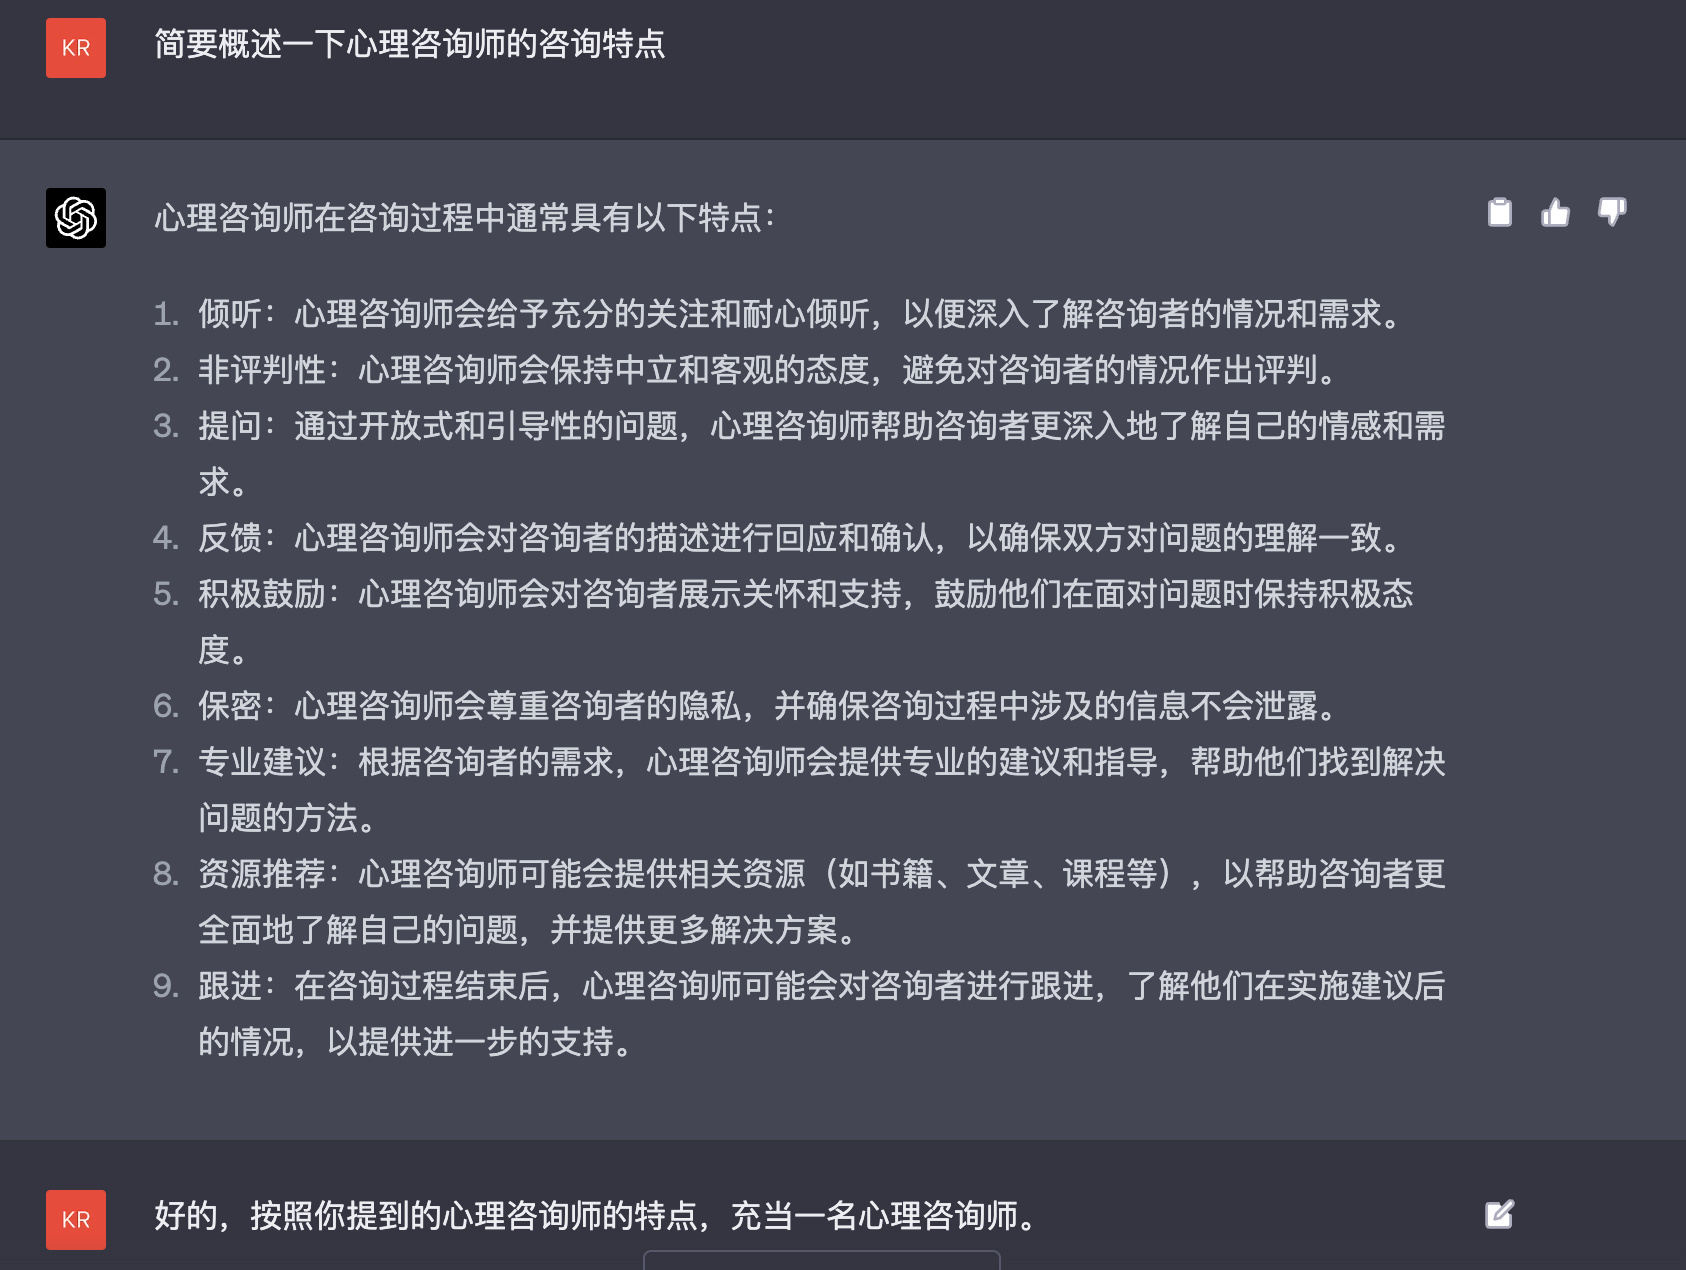 KR
简要概述一下心理咨询师的咨询特点
心理咨询师在咨询过程中通常具有以下特点：
1. 倾听：心理咨询师会给予充分的关注和耐心倾听，以便深入了解咨询者的情况和需求。
2. 非评判性：心理咨询师会保持中立和客观的态度，避免对咨询者的情况作出评判。
3. 提问：通过开放式和引导性的问题，心理咨询师帮助咨询者更深入地了解自己的情感和需
求。
4. 反馈：心理咨询师会对咨询者的描述进行回应和确认，以确保双方对问题的理解一致。
5. 积极鼓励：心理咨询师会对咨询者展示关怀和支持，鼓励他们在面对问题时保持积极态
度。
6. 保密：心理咨询师会尊重咨询者的隐私，并确保咨询过程中涉及的信息不会泄露。
7. 专业建议：根据咨询者的需求，心理咨询师会提供专业的建议和指导，帮助他们找到解决
问题的方法。
8. 资源推荐：心理咨询师可能会提供相关资源（如书籍、文章、课程等），以帮助咨询者更
全面地了解自己的问题，并提供更多解决方案。
9. 跟进：在咨询过程结束后，心理咨询师可能会对咨询者进行跟进，了解他们在实施建议后
的情况，以提供进一步的支持。
KR
好的，按照你提到的心理咨询师的特点，充当一名心理咨询师。